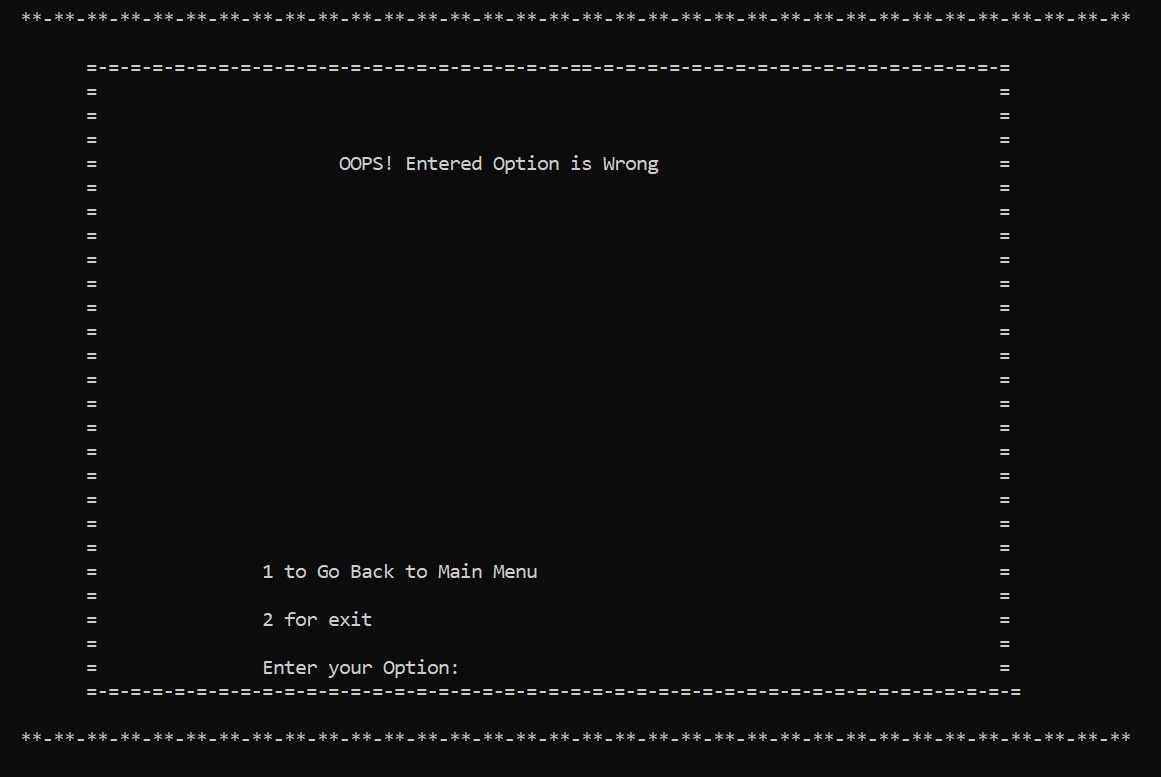 OOPS! Entered Option is Wrong
1 to Go Back to Main Menu
2 for exit
Enter your Option: